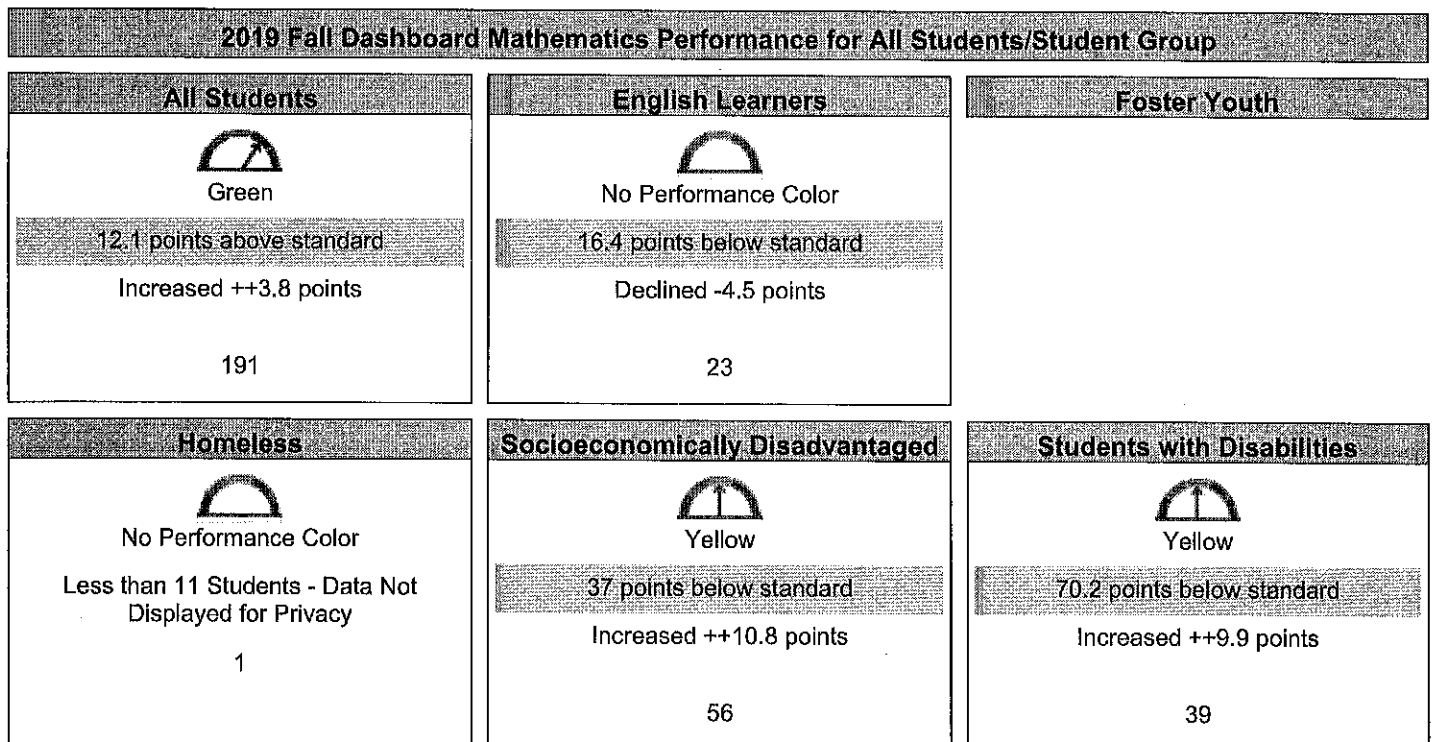 2019 Fall Dashboard Mathematics Performance for All Students/Student Group
All Students
Green
12.1 points above standard
Increased ++3.8 points
191
English Learners
No Performance Color
16.4 points below standard
Declined -4.5 points
23
Foster Youth
Homeless
No Performance Color
Less than 11 Students - Data Not
Displayed for Privacy
1
Socioeconomically Disadvantaged
Yellow
37 points below standard
Increased ++10.8 points
56
Students with Disabilities
Yellow
70.2 points below standard
Increased ++9.9 points
39